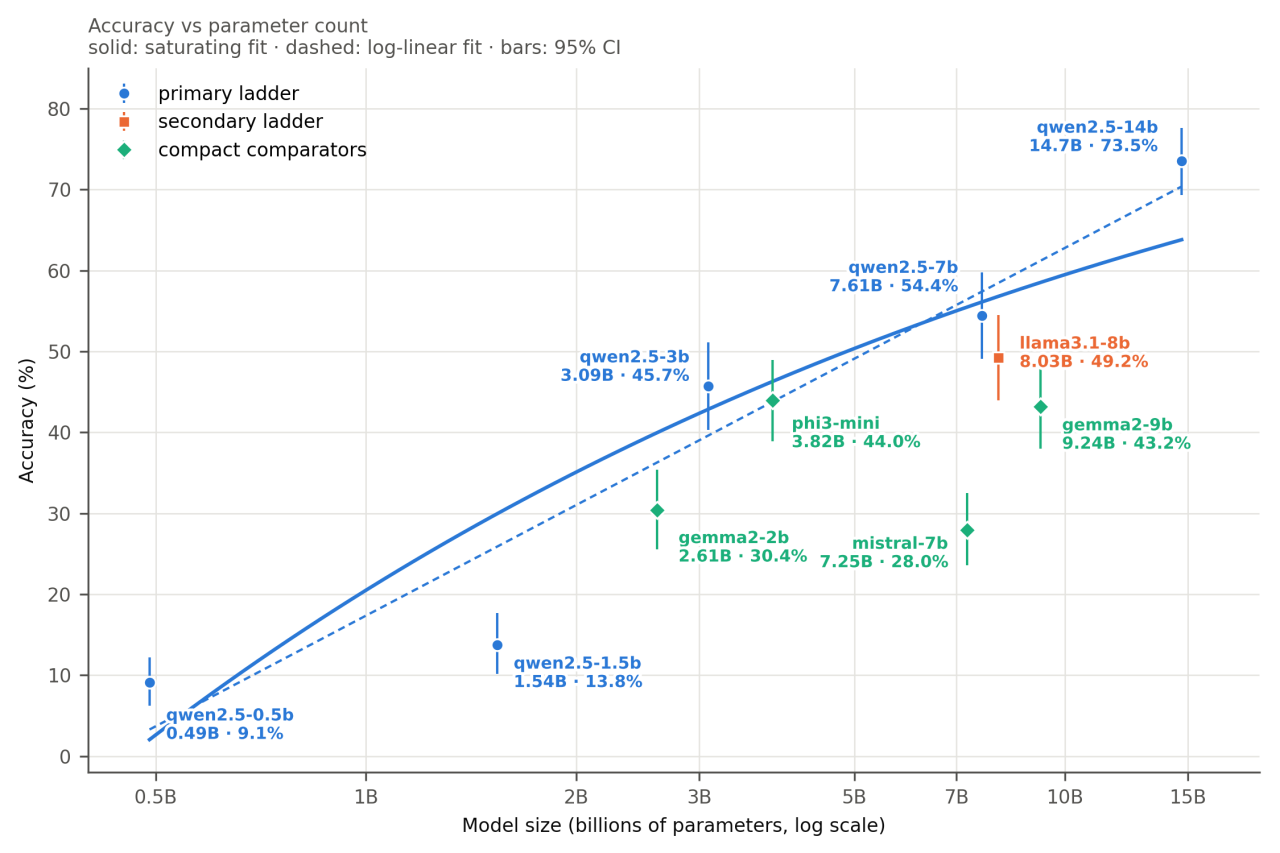 Accuracy vs parameter count
solid: saturating fit · dashed: log-linear fit · bars: 95% CI
primary ladder
secondary ladder
compact comparators
Accuracy (%)
80
70
60
50
40
30
20
10
0
qwen2.5-14b
14.7B · 73.5%
qwen2.5-7b
7.61B · 54.4%
llama3.1-8b
8.03B · 49.2%
qwen2.5-3b
3.09B · 45.7%
phi3-mini
3.82B · 44.0%
gemma2-9b
9.24B · 43.2%
gemma2-2b
2.61B · 30.4%
mistral-7b
7.25B · 28.0%
qwen2.5-1.5b
1.54B · 13.8%
qwen2.5-0.5b
0.49B · 9.1%
0.5B
1B
2B
3B
5B
7B
10B
15B
Model size (billions of parameters, log scale)